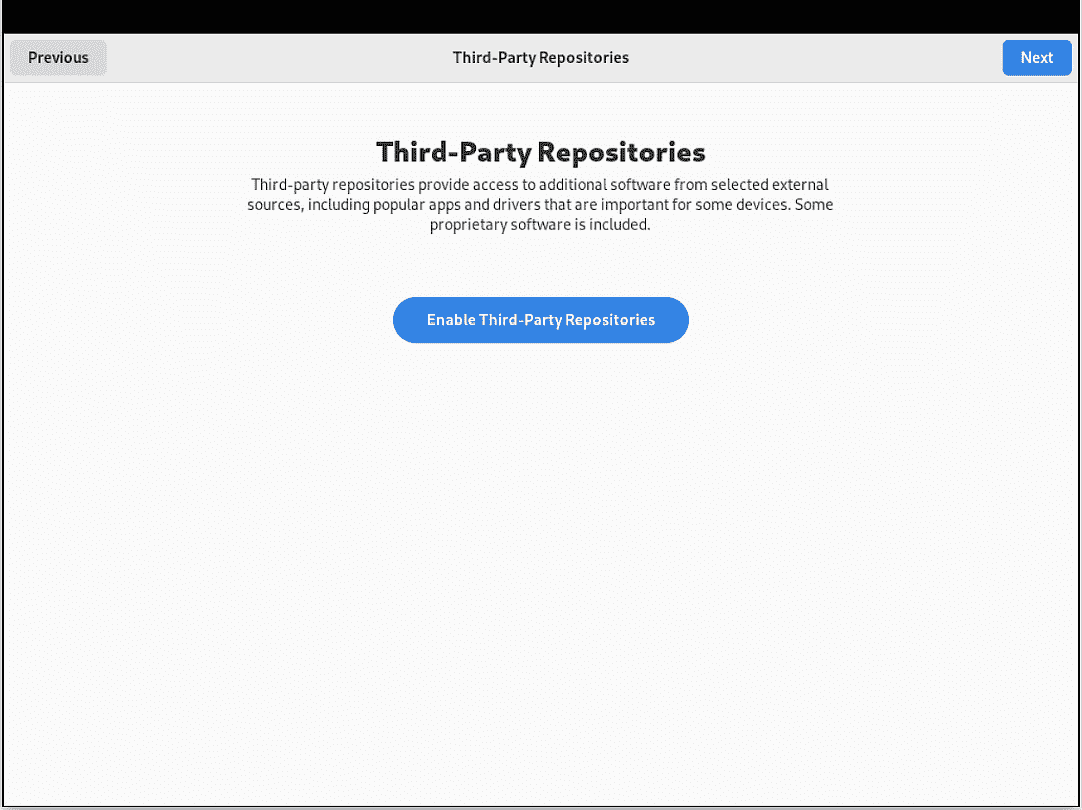 Previous
Third-Party Repositories
Next
Third-Party Repositories
Third-party repositories provide access to additional software from selected external
sources, including popular apps and drivers that are important for some devices. Some
proprietary software is included.
Enable Third-Party Repositories